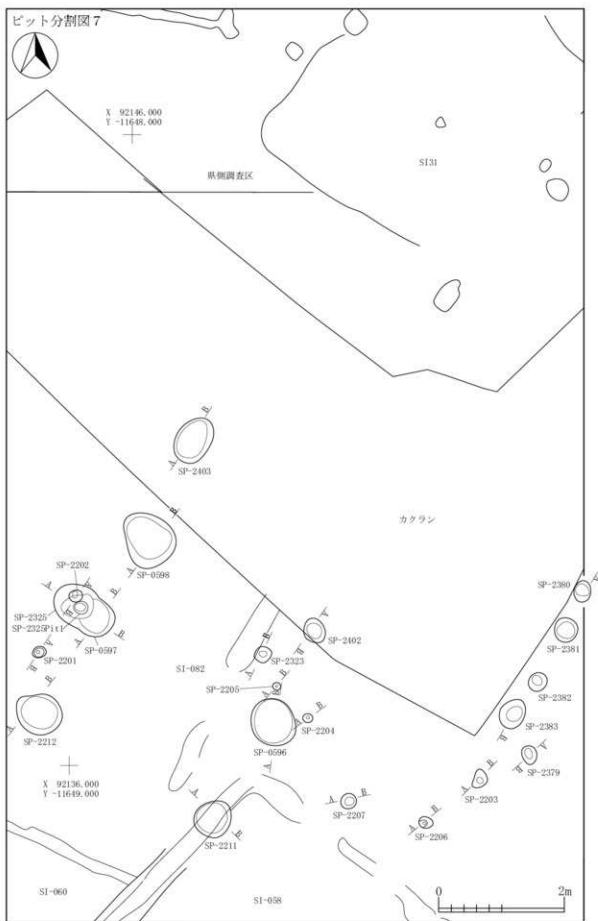 ピット分割図7
X 92146.000
Y -11648.000
県側調査区
SI31
B
A
SP-2403
カクラン
B
SP-0598
A
SP-2202
A
B
B
SP-2325
SP-2325Pit1
B
SP-0597
A
B
A
SP-2201
B
SI-082
B
SP-2212
A
X 92136.000
Y -11649.000
SP-2380
A
SP-2381
A
SP-2402
B
B
SP-2323
A
B
SP-2205
A
B
SP-2204
A
SP-0596
A
SP-2382
SP-2383
B
A
SP-2379
B
B
SP-2203
A
A
B
SP-2207
B
A
SP-2206
A
SP-2211
B
SI-060
SI-058
0
2m